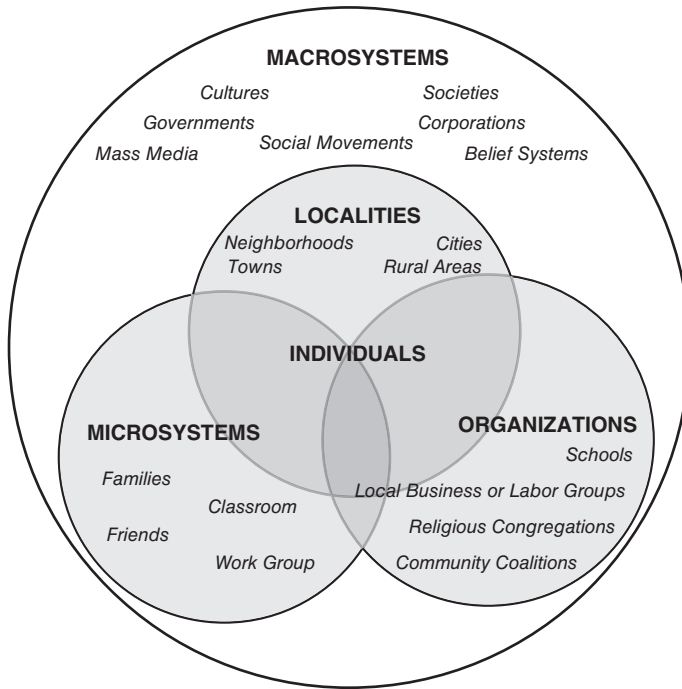 MACROSYSTEMS
Cultures Societies
Governments Corporations
Mass Media Social Movements Belief Systems
LOCALITIES
Neighborhoods Cities
Towns Rural Areas
INDIVIDUALS
MICROSYSTEMS
Families
Classroom
Friends
Work Group
ORGANIZATIONS
Schools
Local Business or Labor Groups
Religious Congregations
Community Coalitions